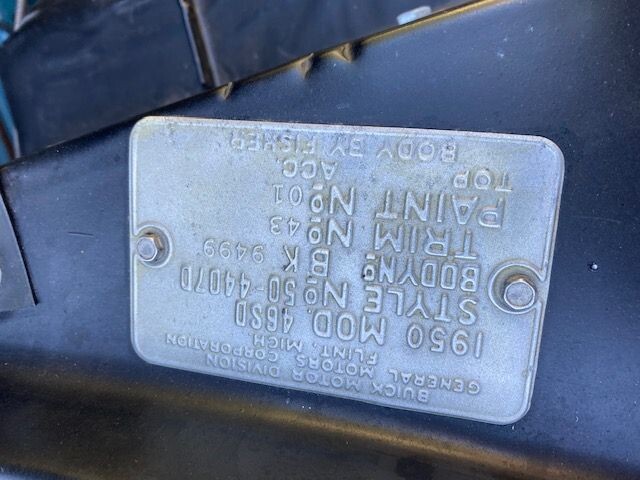 BUICK MOTOR DIVISION
GENERAL MOTORS CORPORATION
FLINT, MICH
1950 MOD. 46SD
STYLE No 50-4407D
BODY No BK 9499
TRIM No 43
PAINT No 01
TOP ACC.
BODY BY FISHER